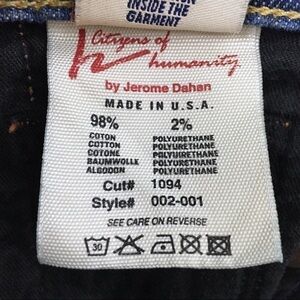 INSIDE THE
GARMENT
Citizens of
humanity
by Jerome Dahan
MADE IN U.S.A.
98% 2%
COTON POLYURETHANE
COTTON POLYURETHANE
COTONE POLYURETHANE
BAUMWOLLE POLYURETHANE
ALGODON POLYURETHANE
Cut# 1094
Style# 002-001
SEE CARE ON REVERSE
30